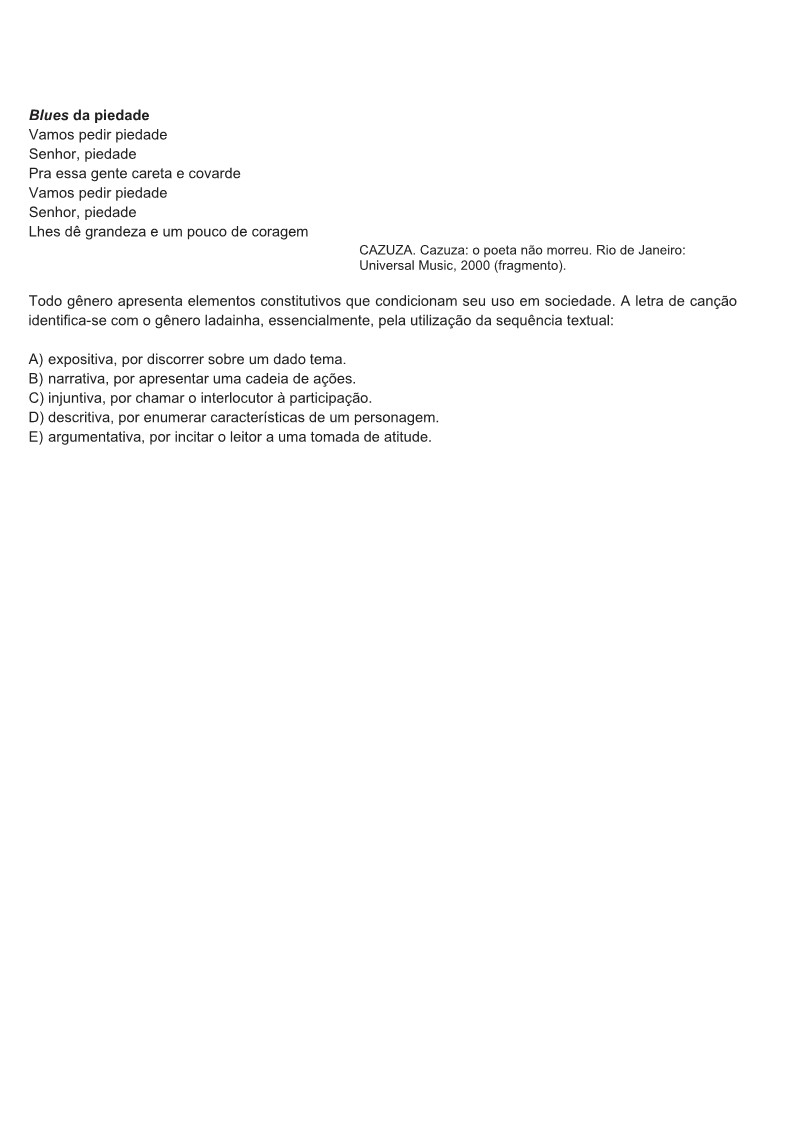 Blues da piedade
Vamos pedir piedade
Senhor, piedade
Pra essa gente careta e covarde
Vamos pedir piedade
Senhor, piedade
Lhes dê grandeza e um pouco de coragem
CAZUZA. Cazuza: o poeta não morreu. Rio de Janeiro:
Universal Music, 2000 (fragmento).
Todo gênero apresenta elementos constitutivos que condicionam seu uso em sociedade. A letra de canção
identifica-se com o gênero ladainha, essencialmente, pela utilização da sequência textual:
A) expositiva, por discorrer sobre um dado tema.
B) narrativa, por apresentar uma cadeia de ações.
C) injuntiva, por chamar o interlocutor à participação.
D) descritiva, por enumerar características de um personagem.
E) argumentativa, por incitar o leitor a uma tomada de atitude.